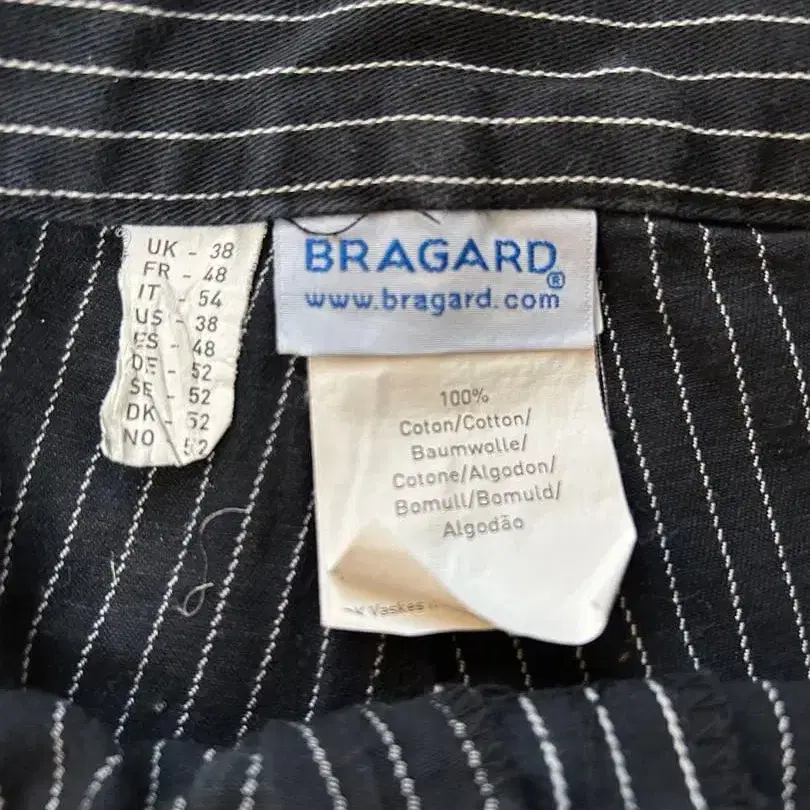 UK - 38
FR - 48
IT - 54
US - 38
ES - 48
DE - 52
SE - 52
DK - 52
NO - 52
BRAGARD®
www.bragard.com
100%
Coton/Cotton/
Baumwolle/
Cotone/Algodon/
Bomull/Bomuld/
Algodão
Vaskes